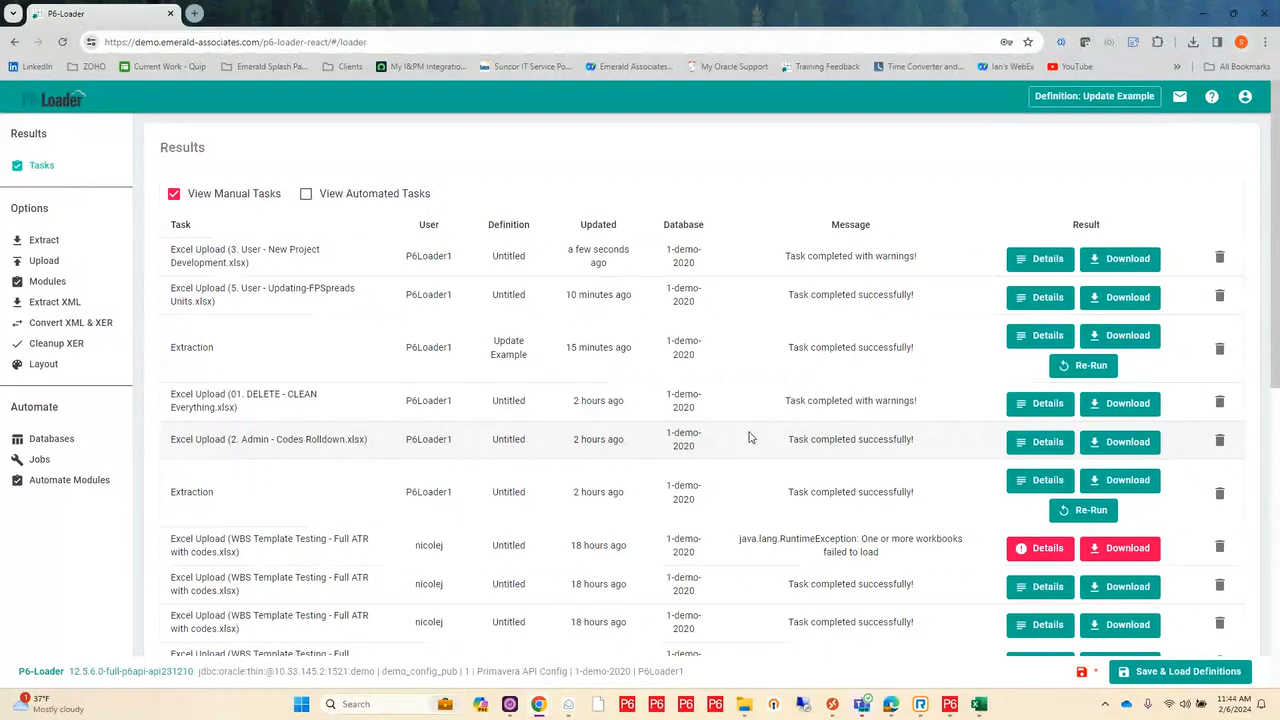 P6-Loader
https://demo.emerald-associates.com/p6-loader-react/#/loader
LinkedIn ZOHO Current Work - Quip Emerald Splash Pa... Clients My I&PM Integratio... Suncor IT Service Po... Emerald Associates... My Oracle Support Training Feedback Time Converter and... Ian's WebEx YouTube » All Bookmarks
P6-Loader
Definition: Update Example
Results
Tasks
Options
Extract
Upload
Modules
Extract XML
Convert XML & XER
Cleanup XER
Layout
Automate
Databases
Jobs
Automate Modules
Results
View Manual Tasks View Automated Tasks
Task User Definition Updated Database Message Result
Excel Upload (3. User - New Project
Development.xlsx)
P6Loader1 Untitled
a few seconds
ago
1-demo-
2020
Task completed with warnings! Details Download
Excel Upload (5. User - Updating-FPSpreads
Units.xlsx)
P6Loader1 Untitled 10 minutes ago
1-demo-
2020
Task completed successfully! Details Download
Extraction P6Loader1
Update
Example
15 minutes ago
1-demo-
2020
Task completed successfully! Details Download
Re-Run
Excel Upload (01. DELETE - CLEAN
Everything.xlsx)
P6Loader1 Untitled 2 hours ago
1-demo-
2020
Task completed with warnings! Details Download
Excel Upload (2. Admin - Codes Rolldown.xlsx) P6Loader1 Untitled 2 hours ago
1-demo-
2020
Task completed successfully! Details Download
Extraction P6Loader1 Untitled 2 hours ago
1-demo-
2020
Task completed successfully! Details Download
Re-Run
Excel Upload (WBS Template Testing - Full ATR
with codes.xlsx)
nicolej Untitled 18 hours ago
1-demo-
2020
java.lang.RuntimeException: One or more workbooks
failed to load
Details Download
Excel Upload (WBS Template Testing - Full ATR
with codes.xlsx)
nicolej Untitled 18 hours ago
1-demo-
2020
Task completed successfully! Details Download
Excel Upload (WBS Template Testing - Full ATR
with codes.xlsx)
nicolej Untitled 18 hours ago
1-demo-
2020
Task completed successfully! Details Download
Excel Upload (WBS Template Testing - Full
1-demo-
P6-Loader 12.5.6.0-full-p6api-api231210 jdbc:oracle:thin:@10.33.145.2:1521:demo | demo_config_pub | 1 | Primavera API Config | 1-demo-2020 | P6Loader1
* Save & Load Definitions
1 37°F
Mostly cloudy
Search
11:44 AM
2/6/2024